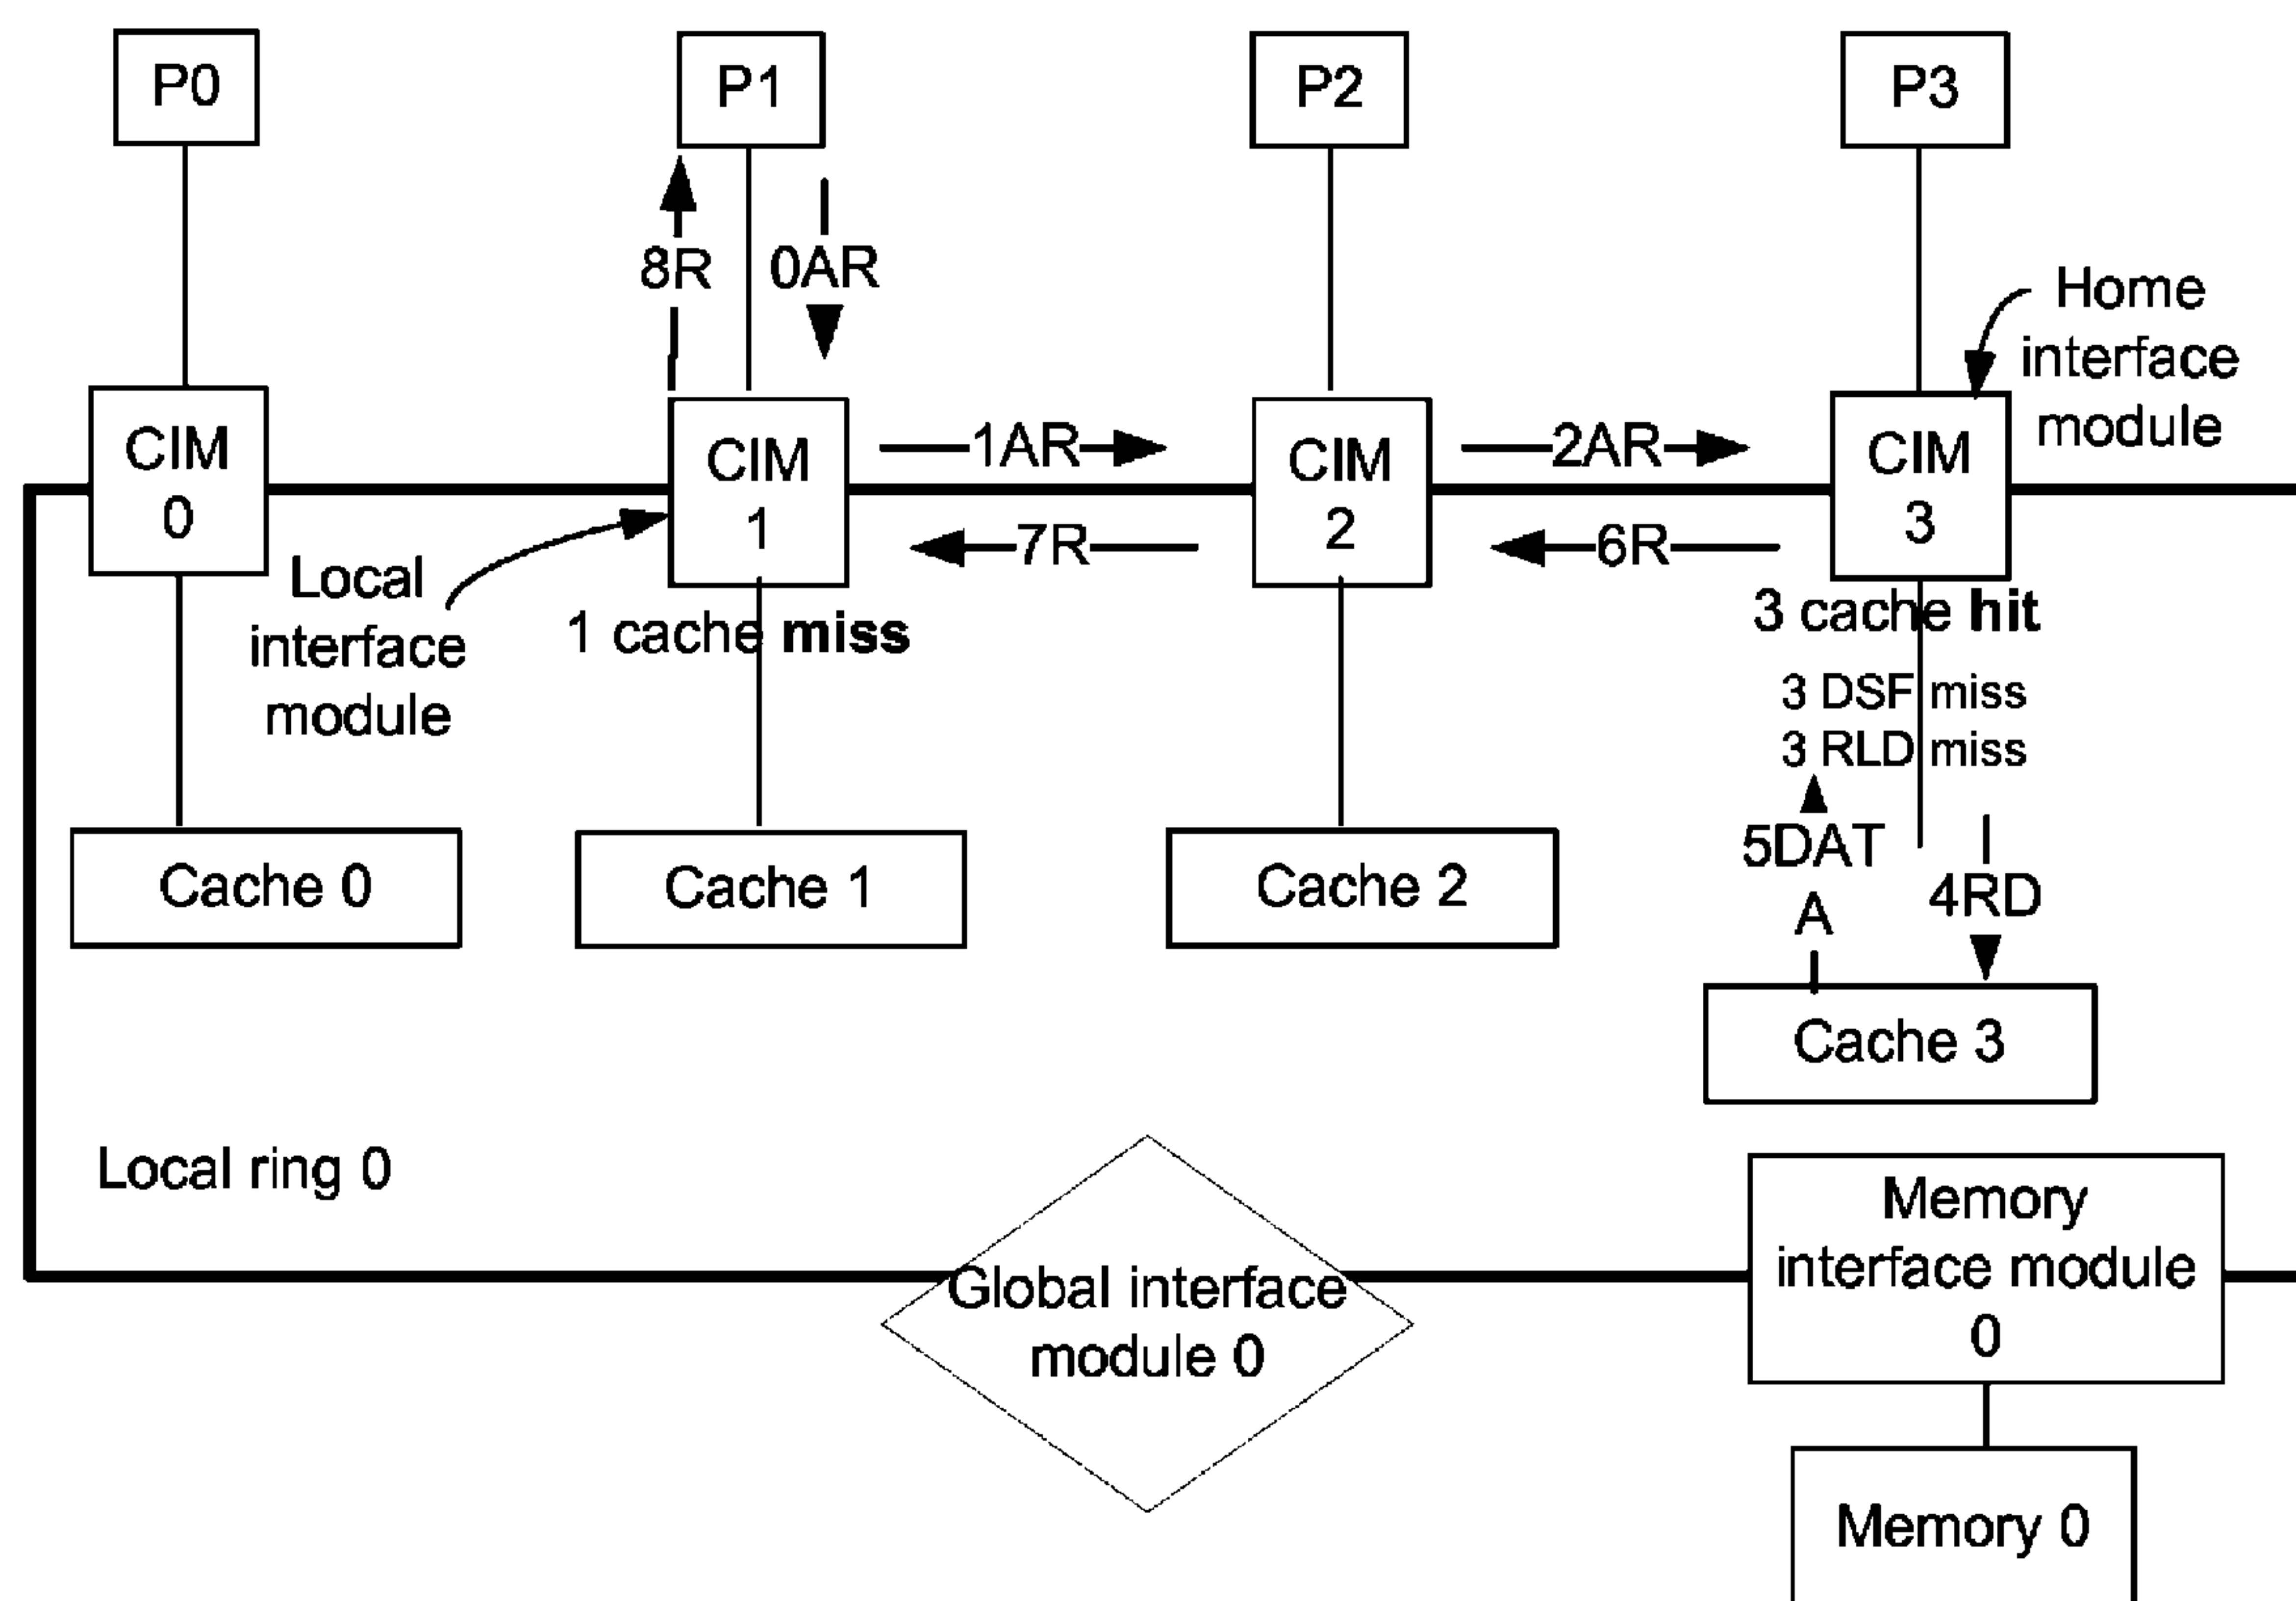 P0
P1
P2
P3
8R
0AR
Home
interface
module
CIM
0
CIM
1
1AR
7R
CIM
2
2AR
6R
CIM
3
Local
interface
module
1 cache miss
3 cache hit
3 DSF miss
3 RLD miss
5DAT
A
4RD
Cache 0
Cache 1
Cache 2
Cache 3
Local ring 0
Global interface
module 0
Memory
interface module
0
Memory 0